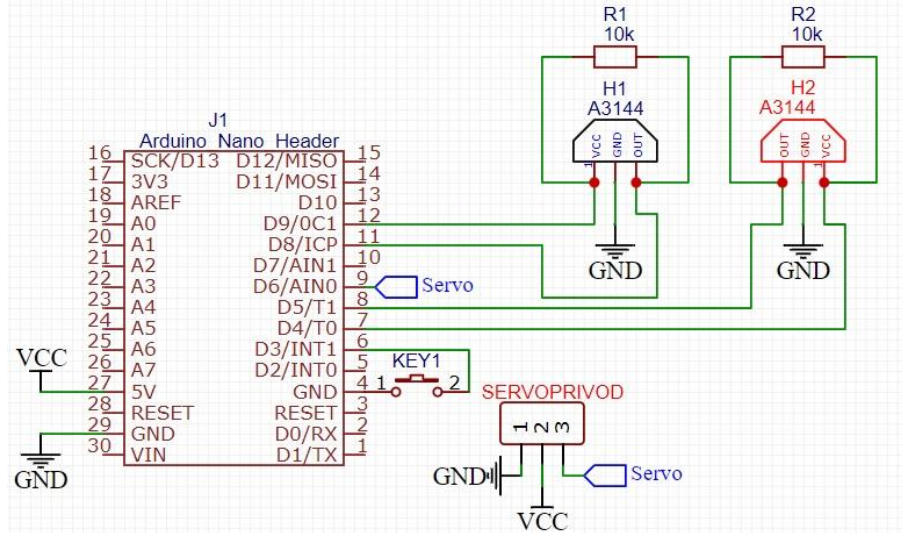 R1
10k
R2
10k
H1
A3144
H2
A3144
1 VCC GND OUT
OUT GND VCC 1
GND
GND
J1
Arduino Nano Header
16 SCK/D13 D12/MISO 15
17 3V3 D11/MOSI 14
18 AREF D10 13
19 A0 D9/0C1 12
20 A1 D8/ICP 11
21 A2 D7/AIN1 10
22 A3 D6/AIN0 9 Servo
23 A4 D5/T1 8
24 A5 D4/T0 7
25 A6 D3/INT1 6
26 A7 D2/INT0 5
27 5V GND 4
28 RESET RESET 3
29 GND D0/RX 2
30 VIN D1/TX 1
VCC
GND
KEY1
1 2
SERVOPRIVOD
1 2 3
GND
Servo
VCC